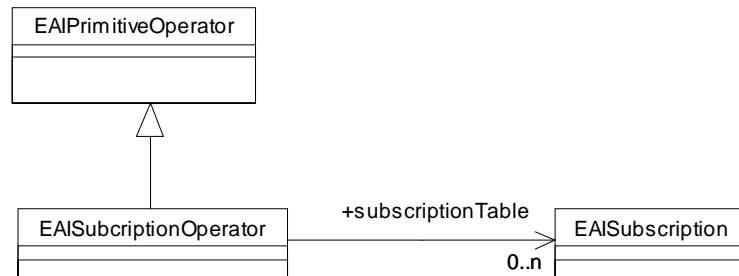 EAIPrimitiveOperator
EAISubcriptionOperator
+subscriptionTable
0..n
EAISubscription